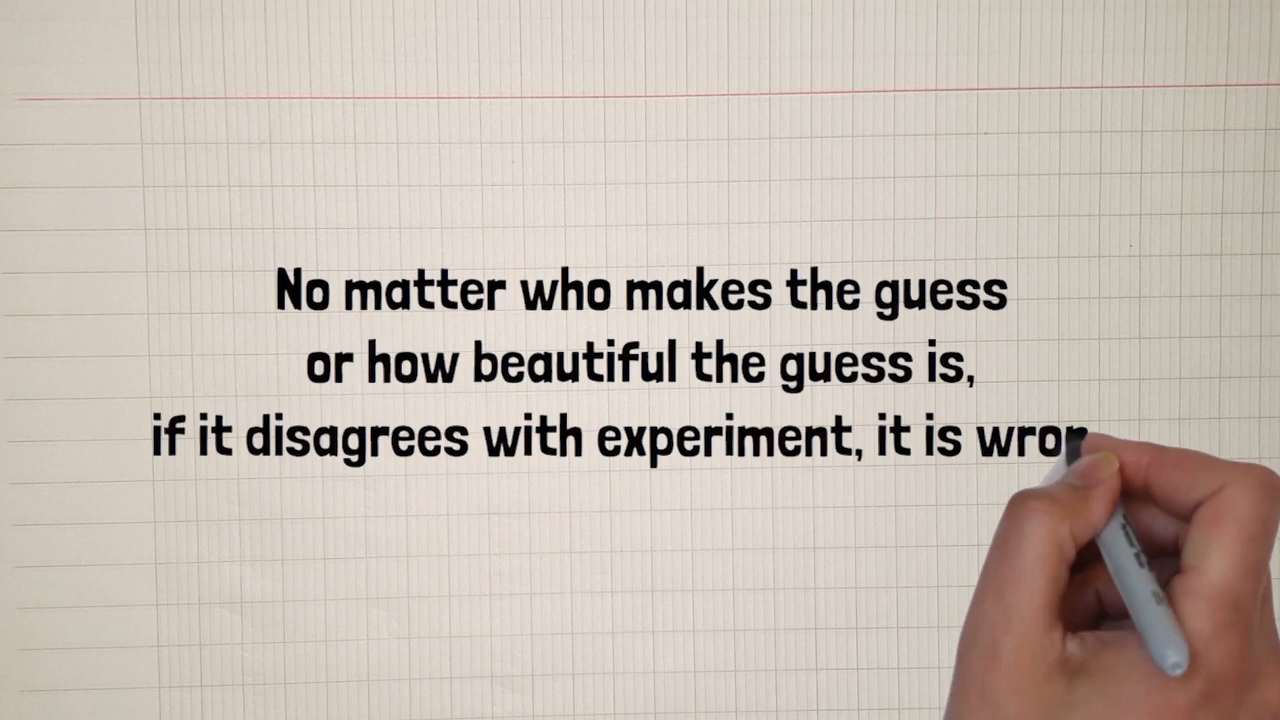 No matter who makes the guess
or how beautiful the guess is,
if it disagrees with experiment, it is wron